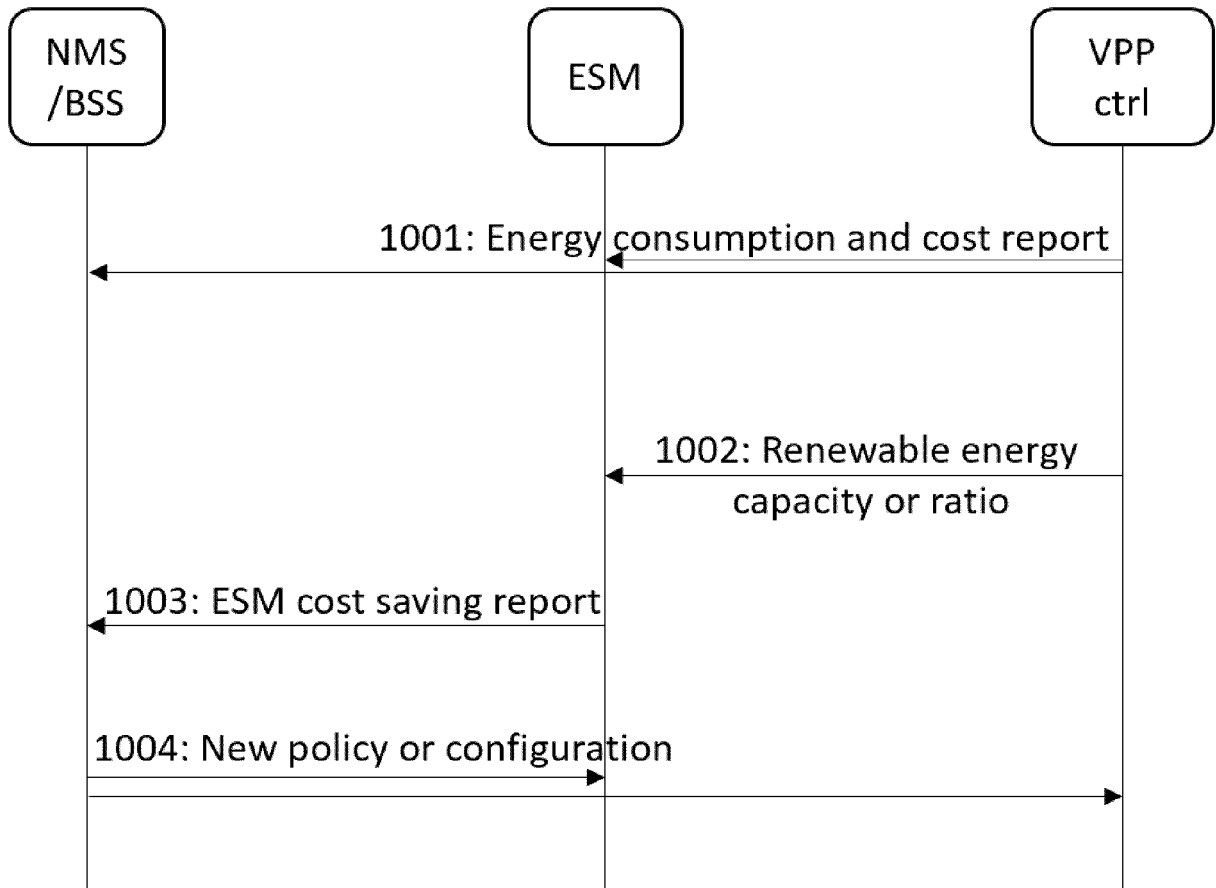 NMS
/BSS
ESM
VPP
ctrl
1001: Energy consumption and cost report
1002: Renewable energy
capacity or ratio
1003: ESM cost saving report
1004: New policy or configuration